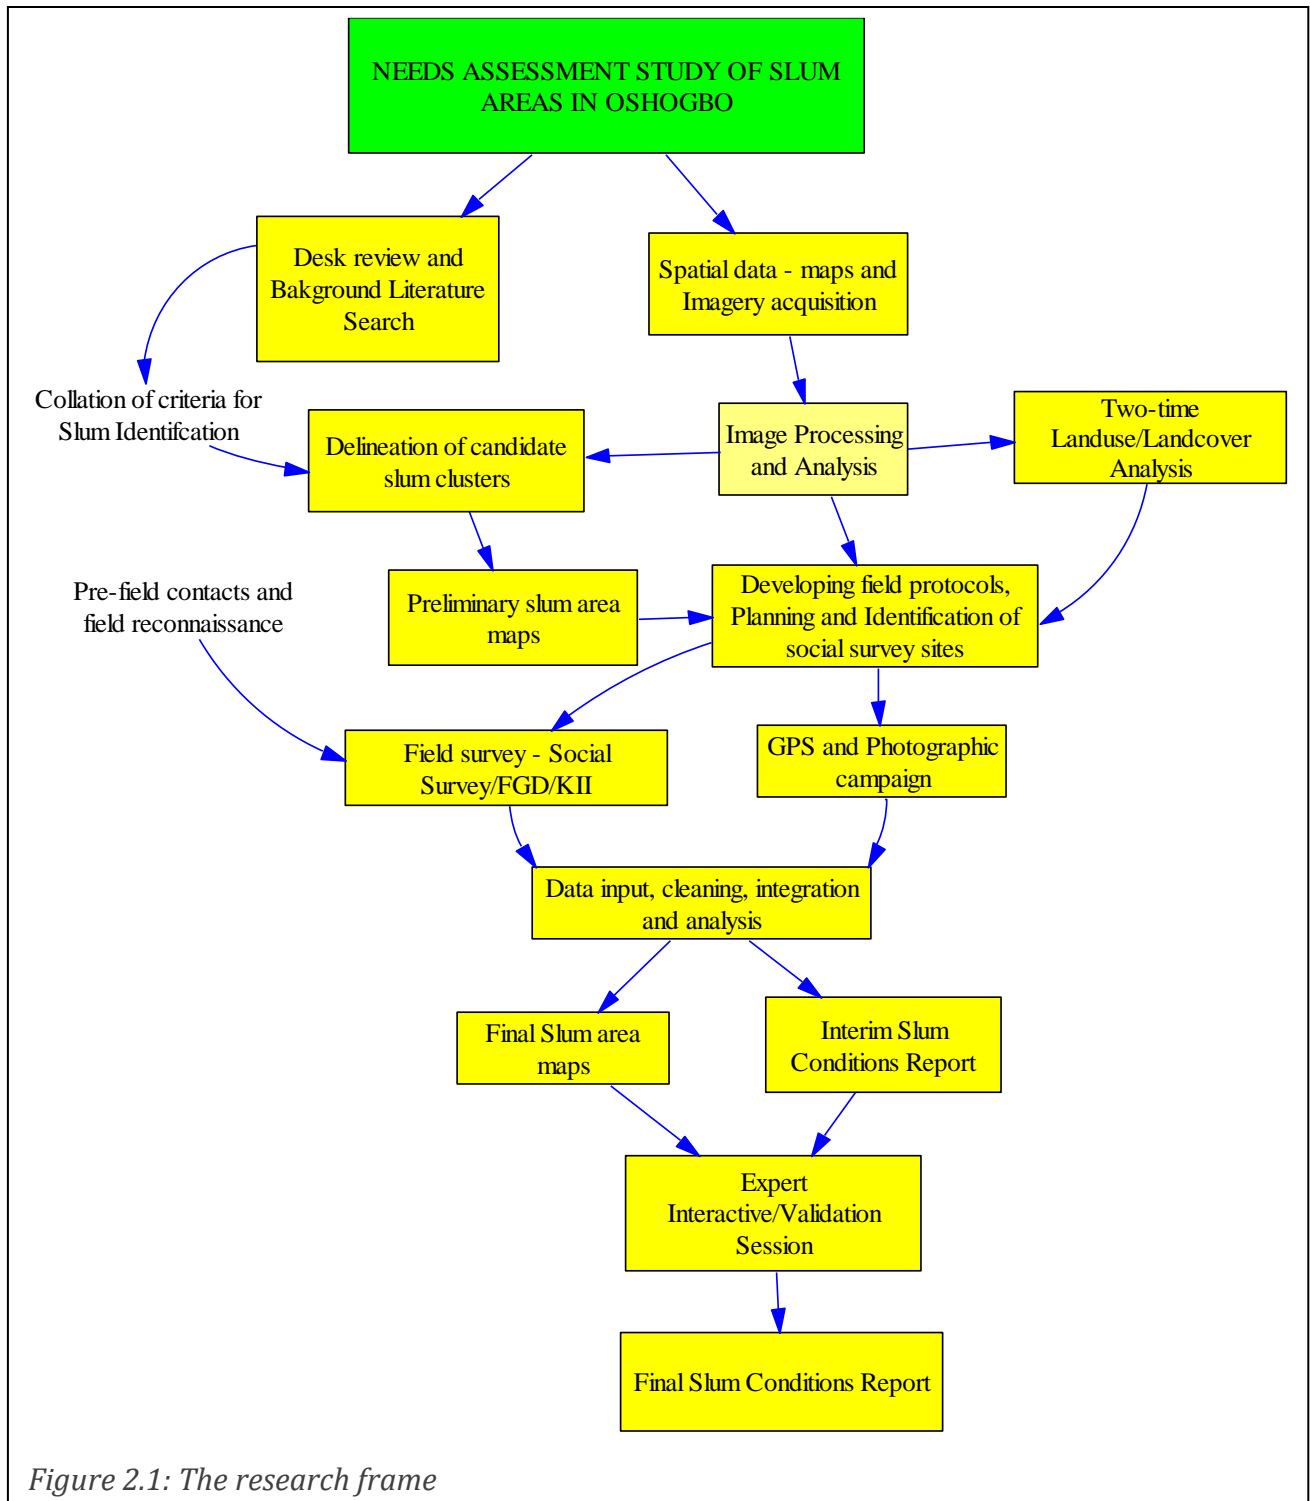 NEEDS ASSESSMENT STUDY OF SLUM
AREAS IN OSHOGBO
Desk review and
Bakground Literature
Search
Spatial data - maps and
Imagery acquisition
Collation of criteria for
Slum Identifcation
Delineation of candidate
slum clusters
Image Processing
and Analysis
Two-time
Landuse/Landcover
Analysis
Pre-field contacts and
field reconnaissance
Preliminary slum area
maps
Developing field protocols,
Planning and Identification of
social survey sites
Field survey - Social
Survey/FGD/KII
GPS and Photographic
campaign
Data input, cleaning, integration
and analysis
Final Slum area
maps
Interim Slum
Conditions Report
Expert
Interactive/Validation
Session
Final Slum Conditions Report
Figure 2.1: The research frame